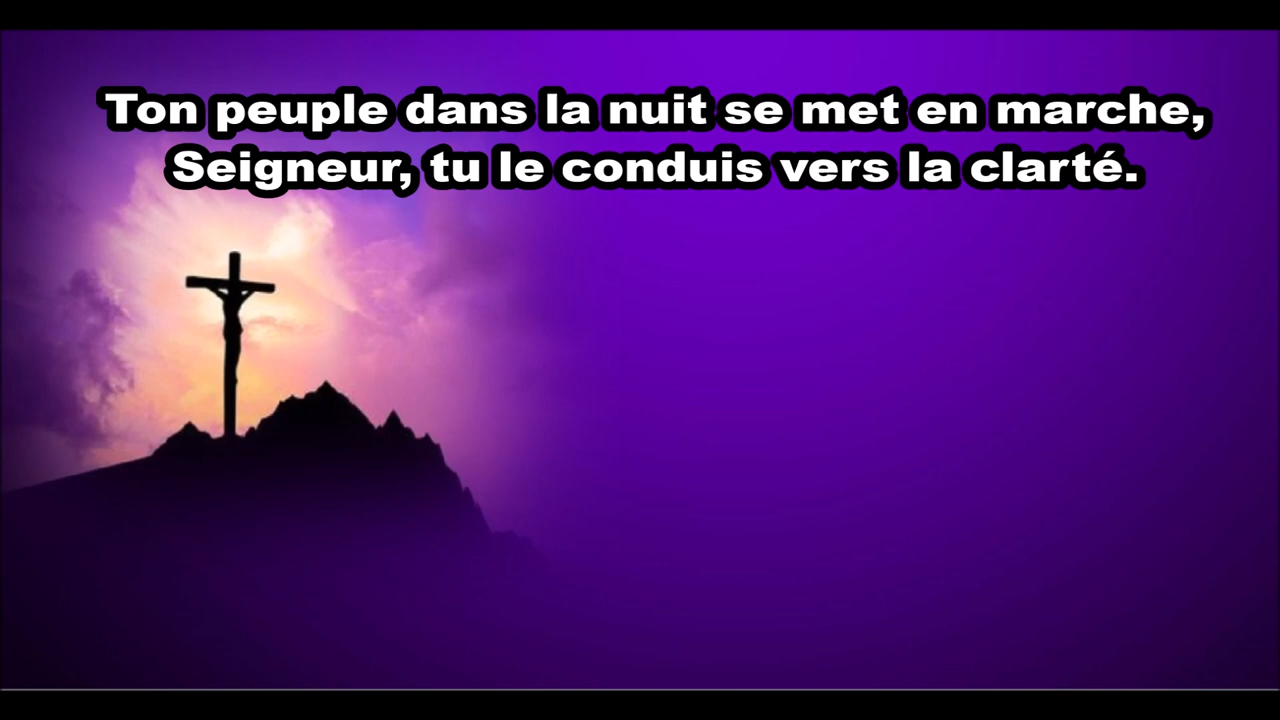 Ton peuple dans la nuit se met en marche,
Seigneur, tu le conduis vers la clarté.